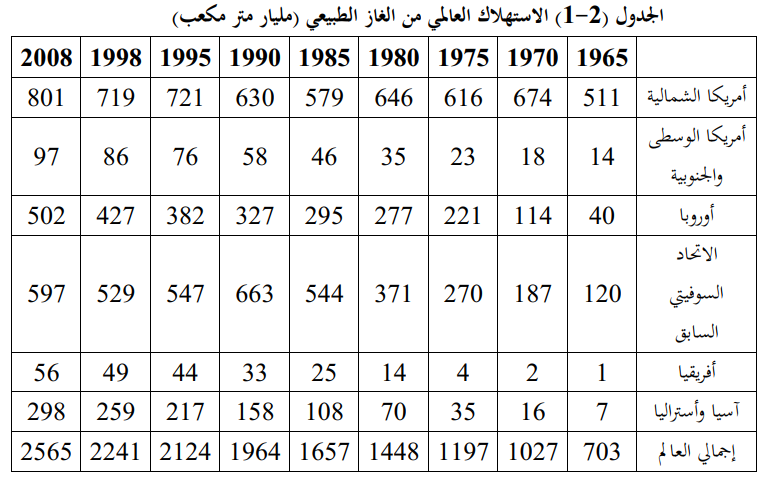 الجدول (2–1) الاستهلاك العالمي من الغاز الطبيعي (مليار متر مكعب)
1965 1970 1975 1980 1985 1990 1995 1998 2008
أمريكا الشمالية 511 674 616 646 579 630 721 719 801
أمريكا الوسطى
والجنوبية 14 18 23 35 46 58 76 86 97
أوروبا 40 114 221 277 295 327 382 427 502
الاتحاد
السوفيتي 120 187 270 371 544 663 547 529 597
السابق
أفريقيا 1 2 4 14 25 33 44 49 56
آسيا وأستراليا 7 16 35 70 108 158 217 259 298
إجمالي العالم 703 1027 1197 1448 1657 1964 2124 2241 2565